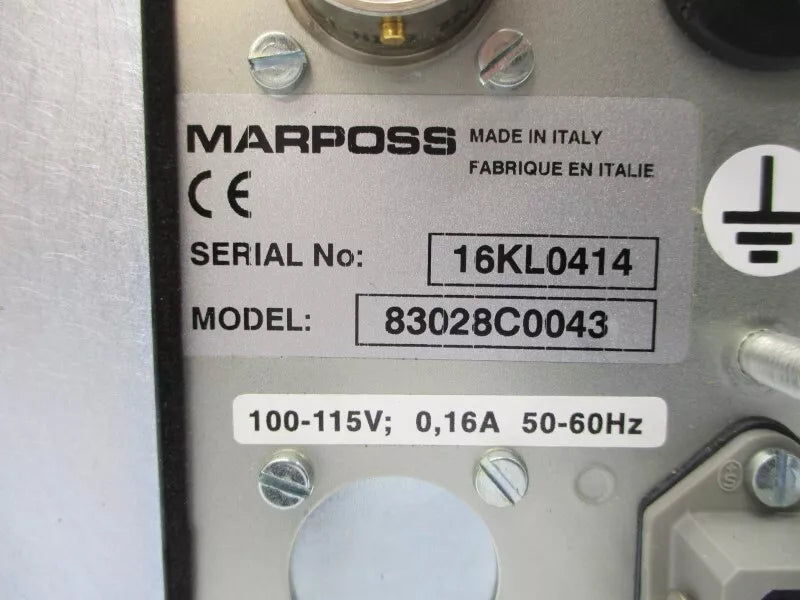 MARPOSS
MADE IN ITALY
FABRIQUE EN ITALIE
CE
SERIAL No: 16KL0414
MODEL: 83028C0043
100-115V; 0,16A 50-60Hz